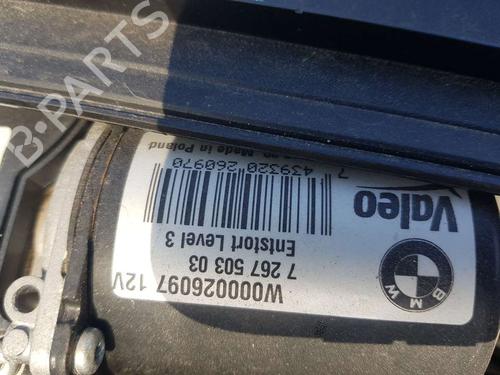 W000026097 12V
7 267 503 03
Entstort Level 3
7 439320 260970
Made in Poland
BMW
Valeo
B-PARTS